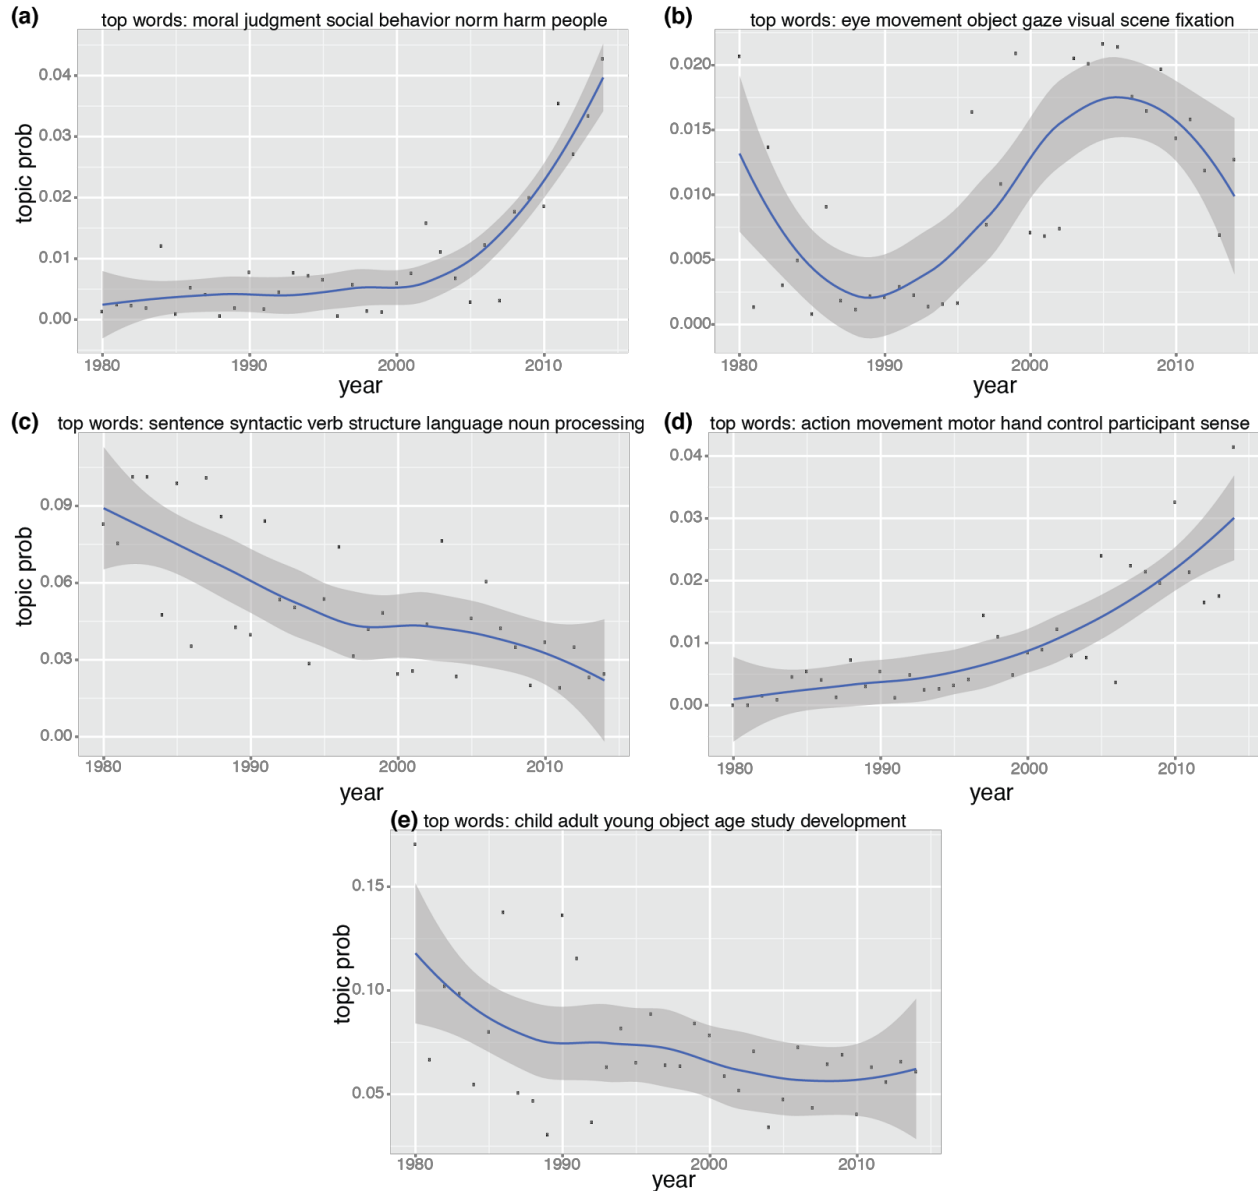 (a) top words: moral judgment social behavior norm harm people
0.04
0.03
0.02
0.01
0.00
topic prob
1980 1990 2000 2010
year
(b) top words: eye movement object gaze visual scene fixation
0.020
0.015
0.010
0.005
0.000
1980 1990 2000 2010
year
(c) top words: sentence syntactic verb structure language noun processing
0.09
0.06
0.03
0.00
topic prob
1980 1990 2000 2010
year
(d) top words: action movement motor hand control participant sense
0.04
0.03
0.02
0.01
0.00
1980 1990 2000 2010
year
(e) top words: child adult young object age study development
0.15
0.10
0.05
topic prob
1980 1990 2000 2010
year